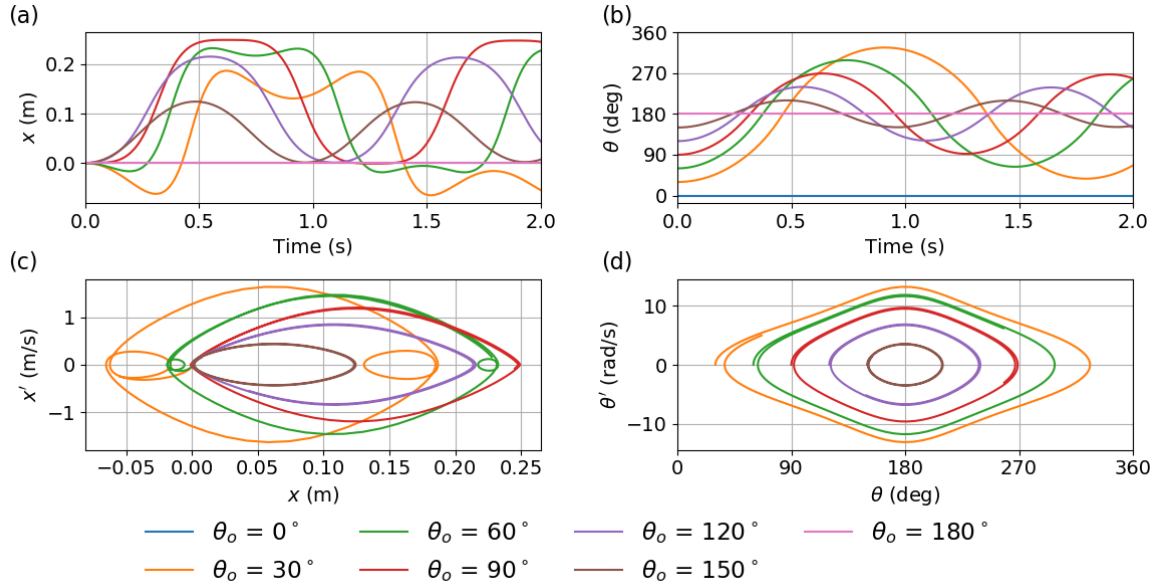 (a)
x (m)
0.2
0.1
0.0
0.0 0.5 1.0 1.5 2.0
Time (s)
(b)
θ (deg)
360
270
180
90
0
0.0 0.5 1.0 1.5 2.0
Time (s)
(c)
x′ (m/s)
1
0
−1
−0.05 0.00 0.05 0.10 0.15 0.20 0.25
x (m)
(d)
θ′ (rad/s)
10
0
−10
0 90 180 270 360
θ (deg)
θₒ = 0° θₒ = 60° θₒ = 120° θₒ = 180°
θₒ = 30° θₒ = 90° θₒ = 150°